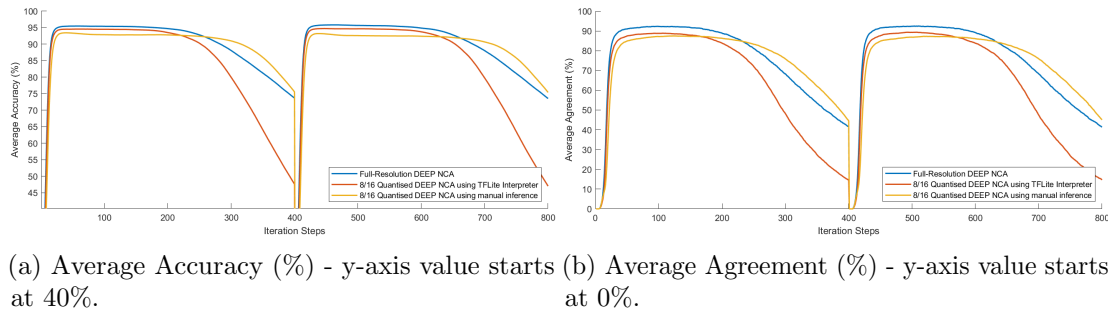 100
95
90
85
80
75
70
65
60
55
50
45
Average Accuracy (%)
100 200 300 400 500 600 700 800
Iteration Steps
Full-Resolution DEEP NCA
8/16 Quantised DEEP NCA using TFLite Interpreter
8/16 Quantised DEEP NCA using manual inference
100
90
80
70
60
50
40
30
20
10
0
Average Agreement (%)
0 100 200 300 400 500 600 700 800
Iteration Steps
Full-Resolution DEEP NCA
8/16 Quantised DEEP NCA using TFLite Interpreter
8/16 Quantised DEEP NCA using manual inference
(a) Average Accuracy (%) - y-axis value starts
at 40%.
(b) Average Agreement (%) - y-axis value starts
at 0%.